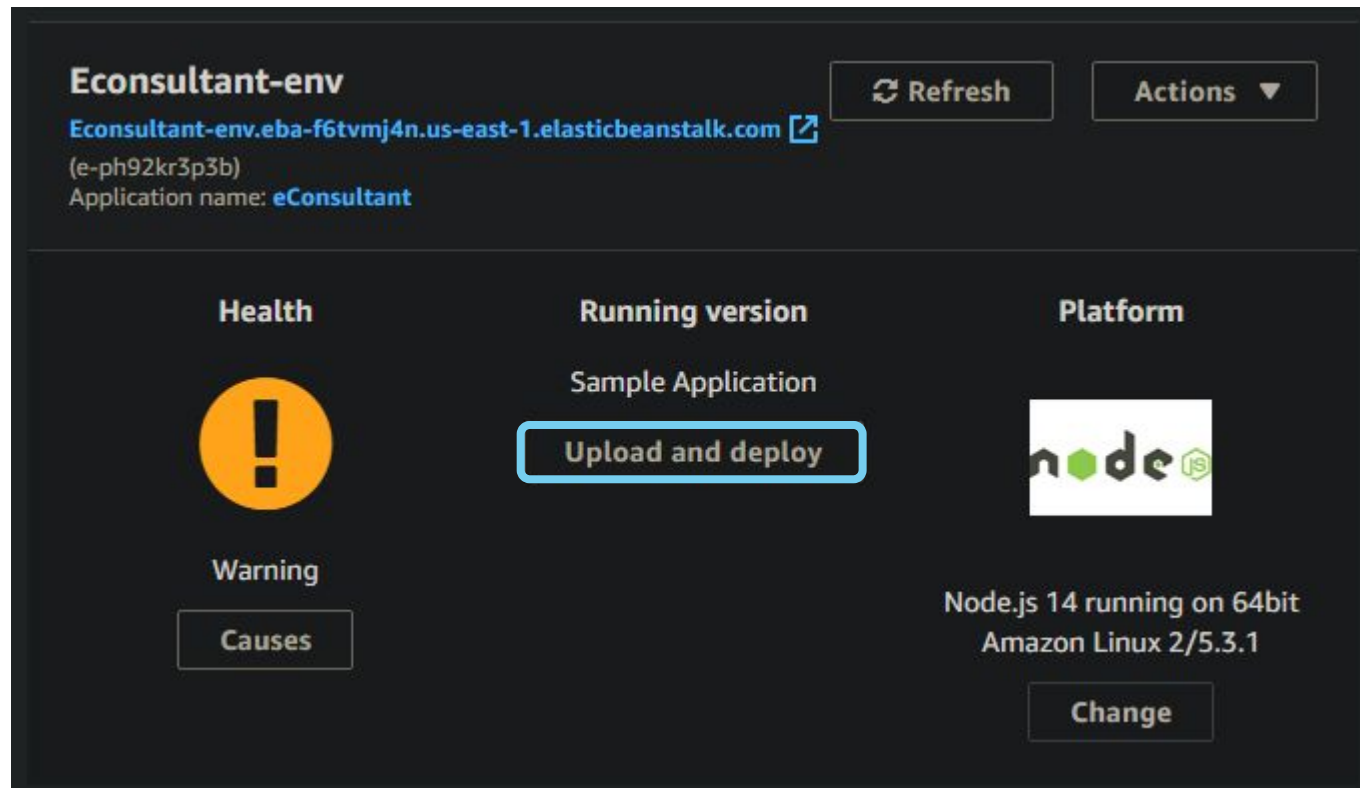 Econsultant-env
Refresh
Actions
Econsultant-env.eba-f6tvmj4n.us-east-1.elasticbeanstalk.com
(e-ph92kr3p3b)
Application name: eConsultant
Health
Running version
Platform
Sample Application
Upload and deploy
node JS
Warning
Causes
Node.js 14 running on 64bit
Amazon Linux 2/5.3.1
Change